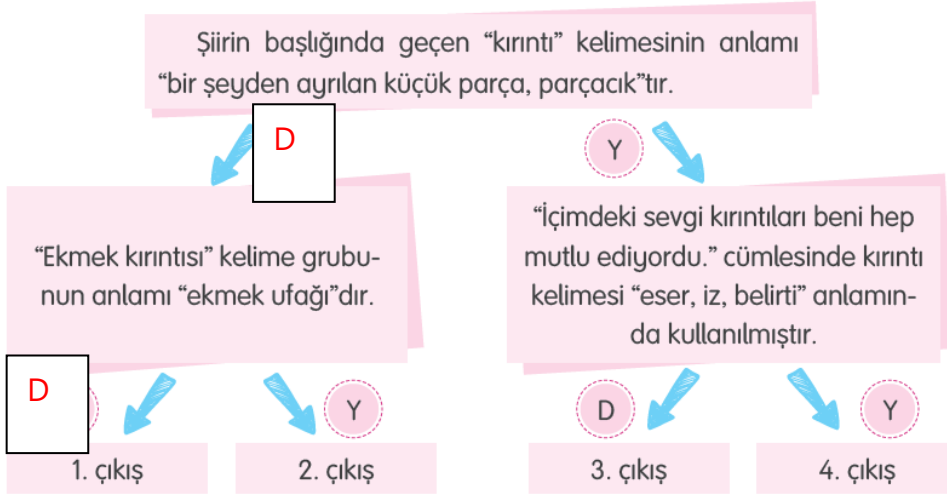 Şiirin başlığında geçen “kırıntı” kelimesinin anlamı
“bir şeyden ayrılan küçük parça, parçacık”tır.
D
Y
“Ekmek kırıntısı” kelime grubu-
nun anlamı “ekmek ufağı”dır.
“İçimdeki sevgi kırıntıları beni hep
mutlu ediyordu.” cümlesinde kırıntı
kelimesi “eser, iz, belirti” anlamın-
da kullanılmıştır.
D
Y
D
Y
1. çıkış
2. çıkış
3. çıkış
4. çıkış